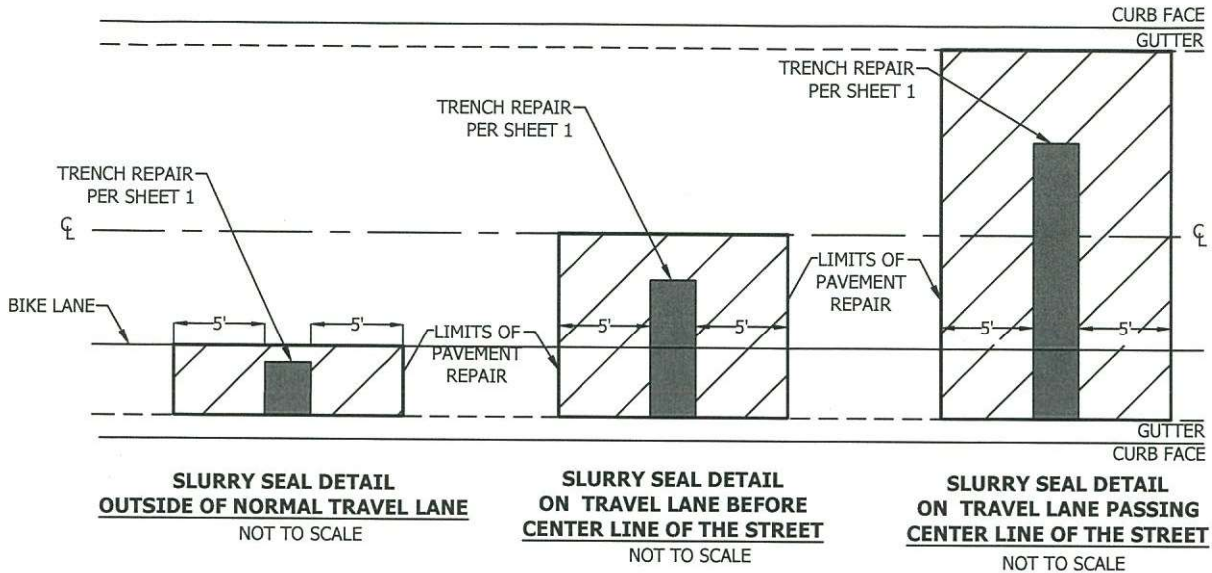 CURB FACE
GUTTER
TRENCH REPAIR
PER SHEET 1
TRENCH REPAIR
PER SHEET 1
TRENCH REPAIR
PER SHEET 1
℄
℄
LIMITS OF
PAVEMENT
REPAIR
BIKE LANE
5'
5'
LIMITS OF
PAVEMENT
REPAIR
5'
5'
5'
5'
GUTTER
CURB FACE
SLURRY SEAL DETAIL
OUTSIDE OF NORMAL TRAVEL LANE
NOT TO SCALE
SLURRY SEAL DETAIL
ON TRAVEL LANE BEFORE
CENTER LINE OF THE STREET
NOT TO SCALE
SLURRY SEAL DETAIL
ON TRAVEL LANE PASSING
CENTER LINE OF THE STREET
NOT TO SCALE